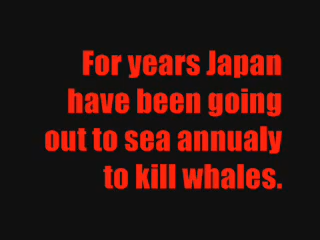 For years Japan
have been going
out to sea annualy
to kill whales.